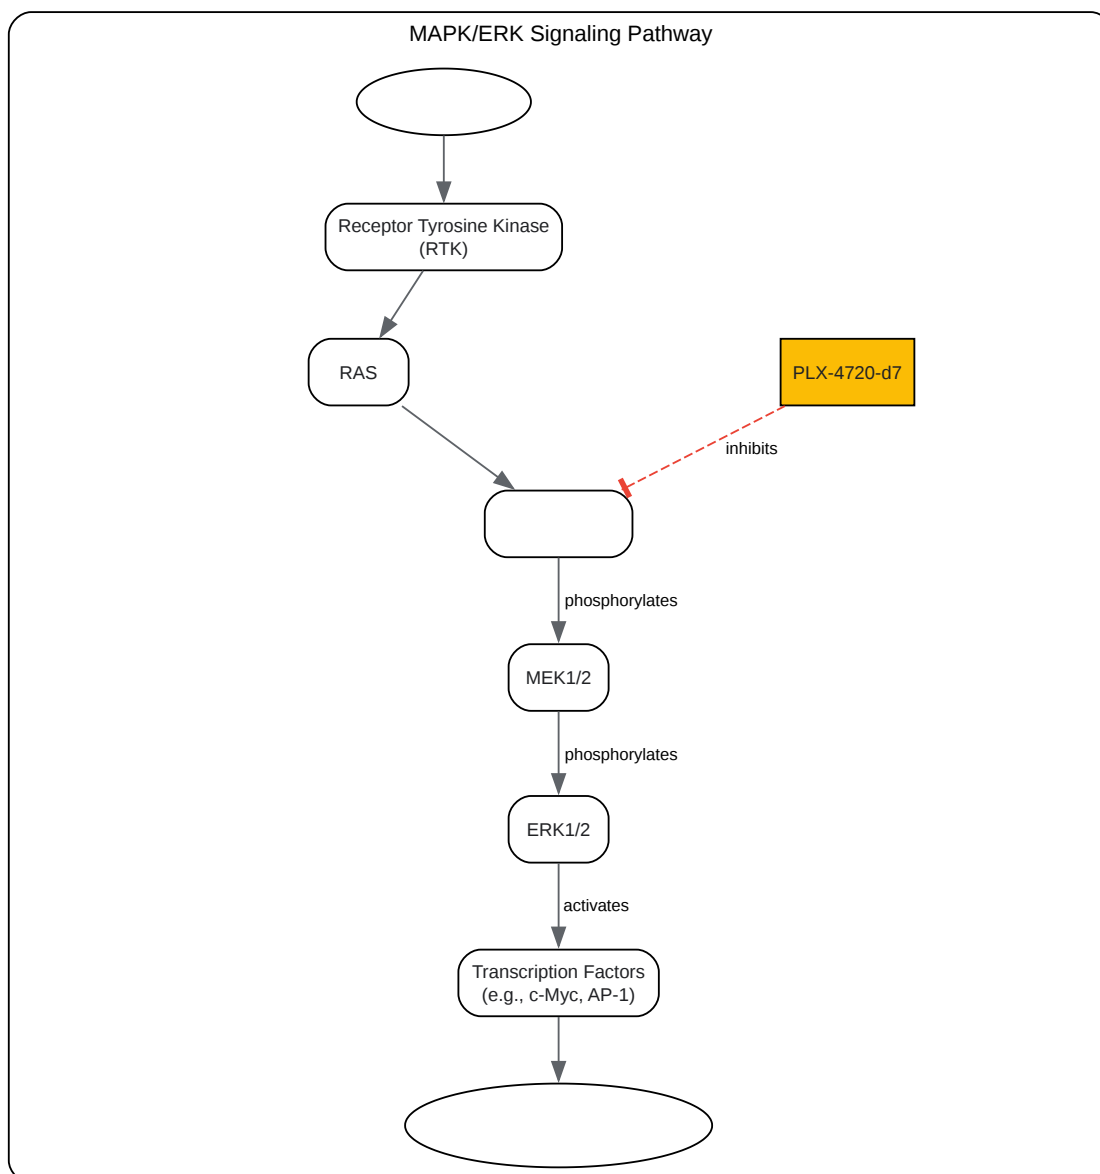 MAPK/ERK Signaling Pathway
Receptor Tyrosine Kinase
(RTK)
RAS
PLX-4720-d7
inhibits
phosphorylates
MEK1/2
phosphorylates
ERK1/2
activates
Transcription Factors
(e.g., c-Myc, AP-1)